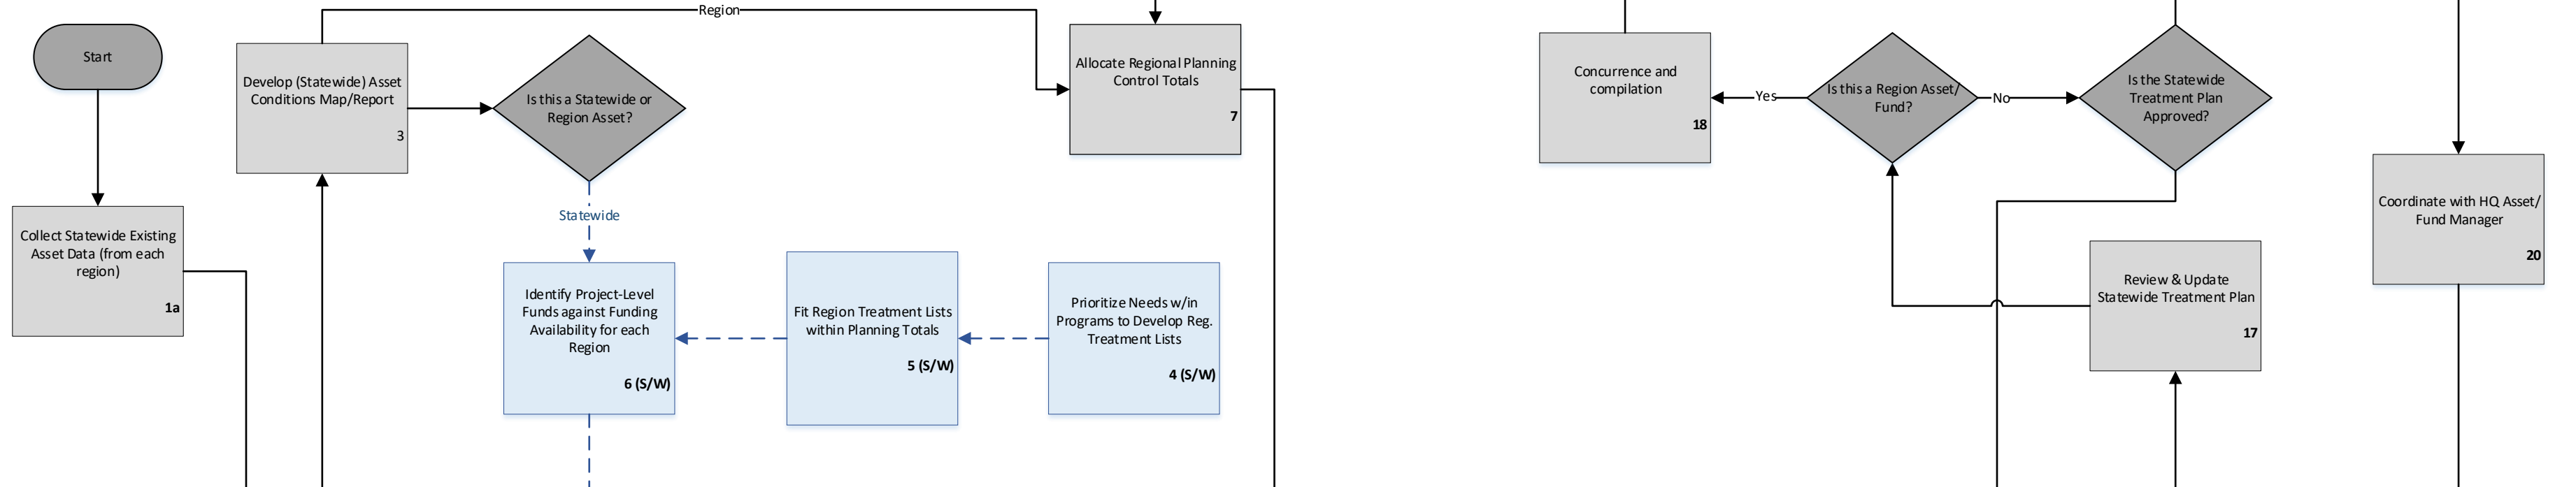 Start
Collect Statewide Existing
Asset Data (from each
region)
1a
Develop (Statewide) Asset
Conditions Map/Report
3
Region
Is this a Statewide or
Region Asset?
Statewide
Identify Project-Level
Funds against Funding
Availability for each
Region
6 (S/W)
Fit Region Treatment Lists
within Planning Totals
5 (S/W)
Prioritize Needs w/in
Programs to Develop Reg.
Treatment Lists
4 (S/W)
Allocate Regional Planning
Control Totals
7
Concurrence and
compilation
18
Yes
Is this a Region Asset/
Fund?
No
Is the Statewide
Treatment Plan
Approved?
Review & Update
Statewide Treatment Plan
17
Coordinate with HQ Asset/
Fund Manager
20